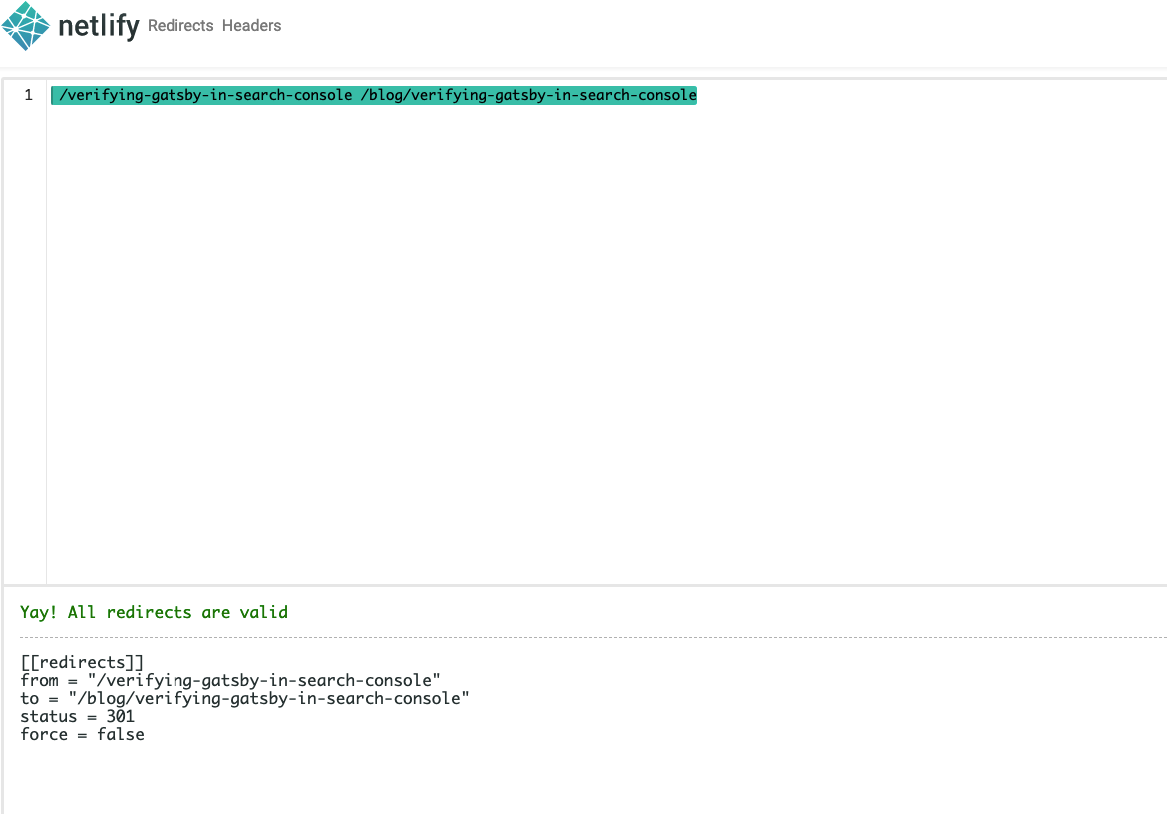 netlify Redirects Headers
1 /verifying-gatsby-in-search-console /blog/verifying-gatsby-in-search-console
Yay! All redirects are valid
[[redirects]]
from = "/verifying-gatsby-in-search-console"
to = "/blog/verifying-gatsby-in-search-console"
status = 301
force = false